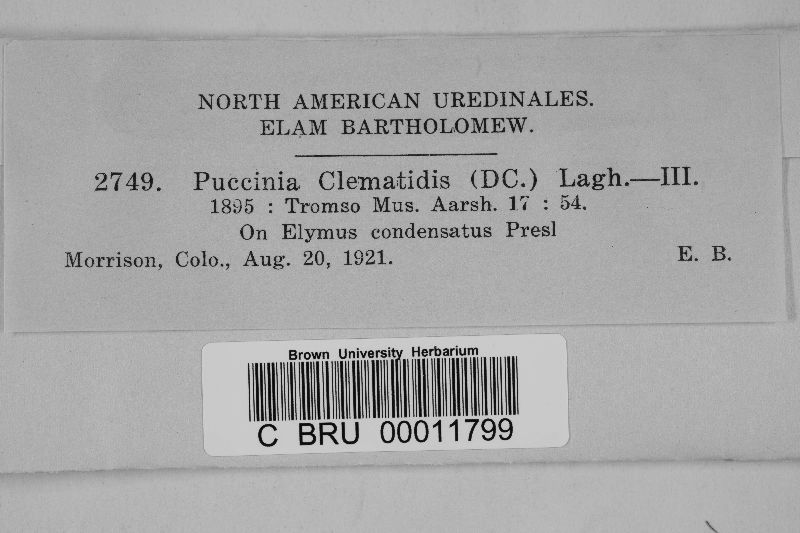 NORTH AMERICAN UREDINALES.
ELAM BARTHOLOMEW.
2749. Puccinia Clematidis (DC.) Lagh.—III.
1895 : Tromso Mus. Aarsh. 17 : 54.
On Elymus condensatus Presl
Morrison, Colo., Aug. 20, 1921. E. B.
Brown University Herbarium
C BRU 00011799